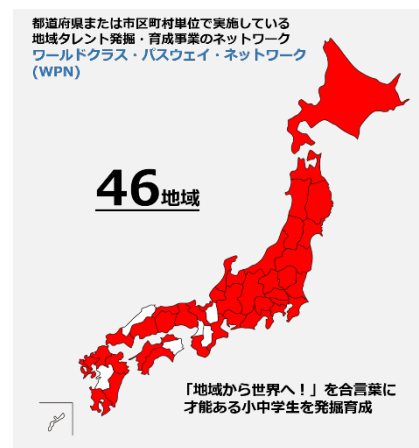 都道府県または市区町村単位で実施している
地域タレント発掘・育成事業のネットワーク
ワールドクラス・パスウェイ・ネットワーク
(WPN)
46地域
「地域から世界へ!」を合言葉に
才能ある小中学生を発掘育成